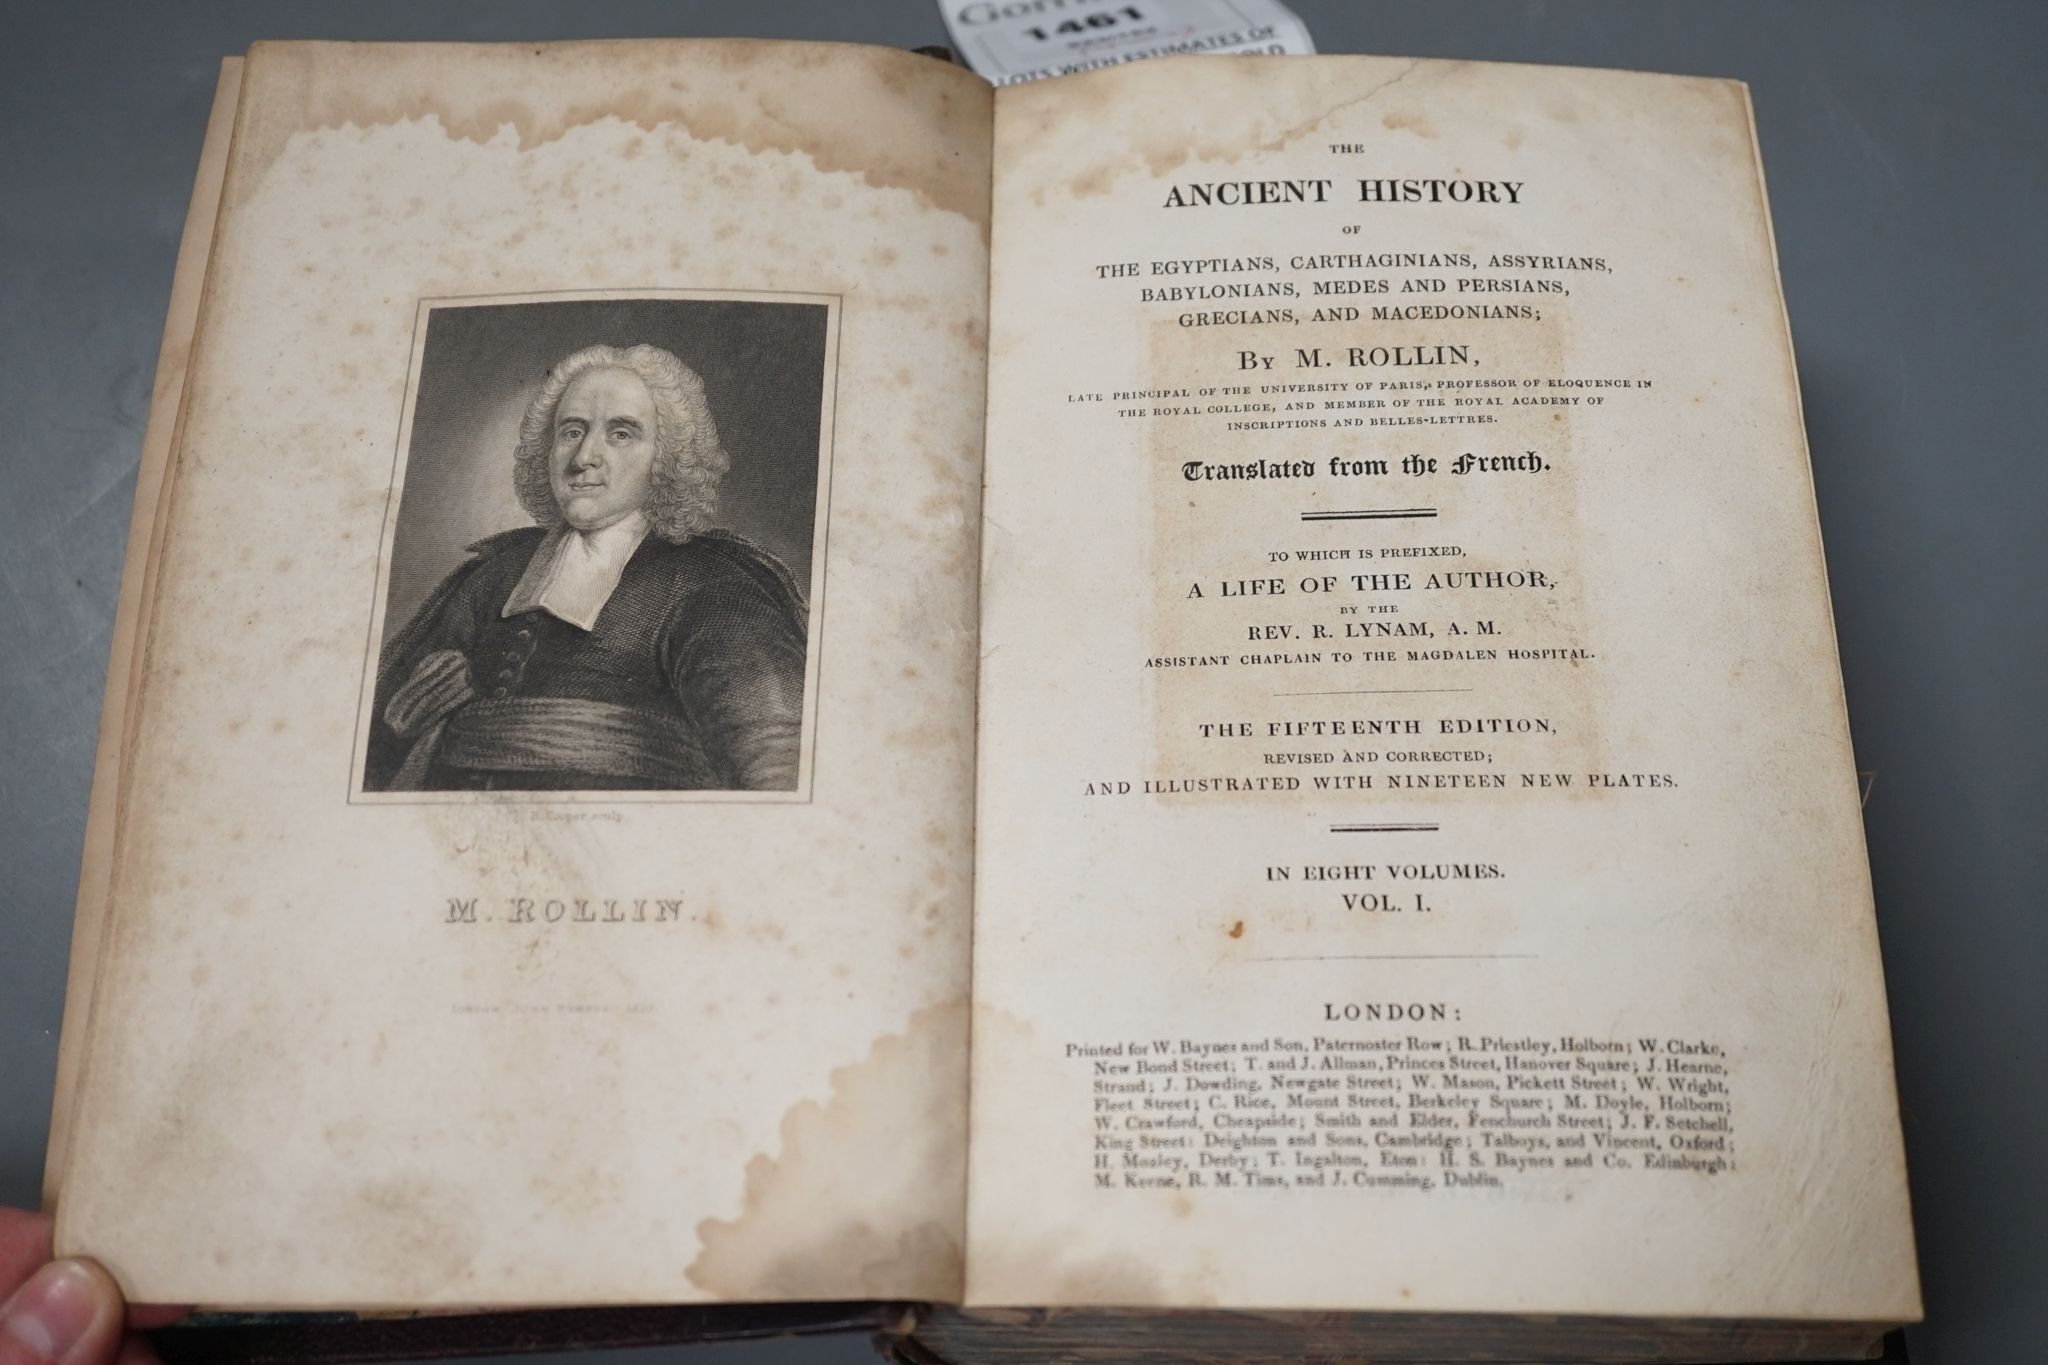 1461
LOTS WITH ESTIMATES OF
H. Cooper sculp
M. ROLLIN.
THE
ANCIENT HISTORY
OF
THE EGYPTIANS, CARTHAGINIANS, ASSYRIANS,
BABYLONIANS, MEDES AND PERSIANS,
GRECIANS, AND MACEDONIANS;
By M. ROLLIN,
LATE PRINCIPAL OF THE UNIVERSITY OF PARIS, PROFESSOR OF ELOQUENCE IN
THE ROYAL COLLEGE, AND MEMBER OF THE ROYAL ACADEMY OF
INSCRIPTIONS AND BELLES-LETTRES.
Translated from the French.
TO WHICH IS PREFIXED,
A LIFE OF THE AUTHOR,
BY THE
REV. R. LYNAM, A. M.
ASSISTANT CHAPLAIN TO THE MAGDALEN HOSPITAL.
THE FIFTEENTH EDITION,
REVISED AND CORRECTED;
AND ILLUSTRATED WITH NINETEEN NEW PLATES.
IN EIGHT VOLUMES.
VOL. I.
LONDON:
Printed for W. Baynes and Son, Paternoster Row; R. Priestley, Holborn; W. Clarke,
New Bond Street; T. and J. Allman, Princes Street, Hanover Square; J. Hearne,
Strand; J. Dowding, Newgate Street; W. Mason, Pickett Street; W. Wright,
Fleet Street; C. Rice, Mount Street, Berkeley Square; M. Doyle, Holborn;
W. Crawford, Cheapside; Smith and Elder, Fenchurch Street; J. F. Setchell,
King Street: Deighton and Sons, Cambridge; Talboys, and Vincent, Oxford;
H. Mozley, Derby; T. Ingalton, Eton: H. S. Baynes and Co. Edinburgh:
M. Keene, R. M. Tims, and J. Cumming, Dublin.